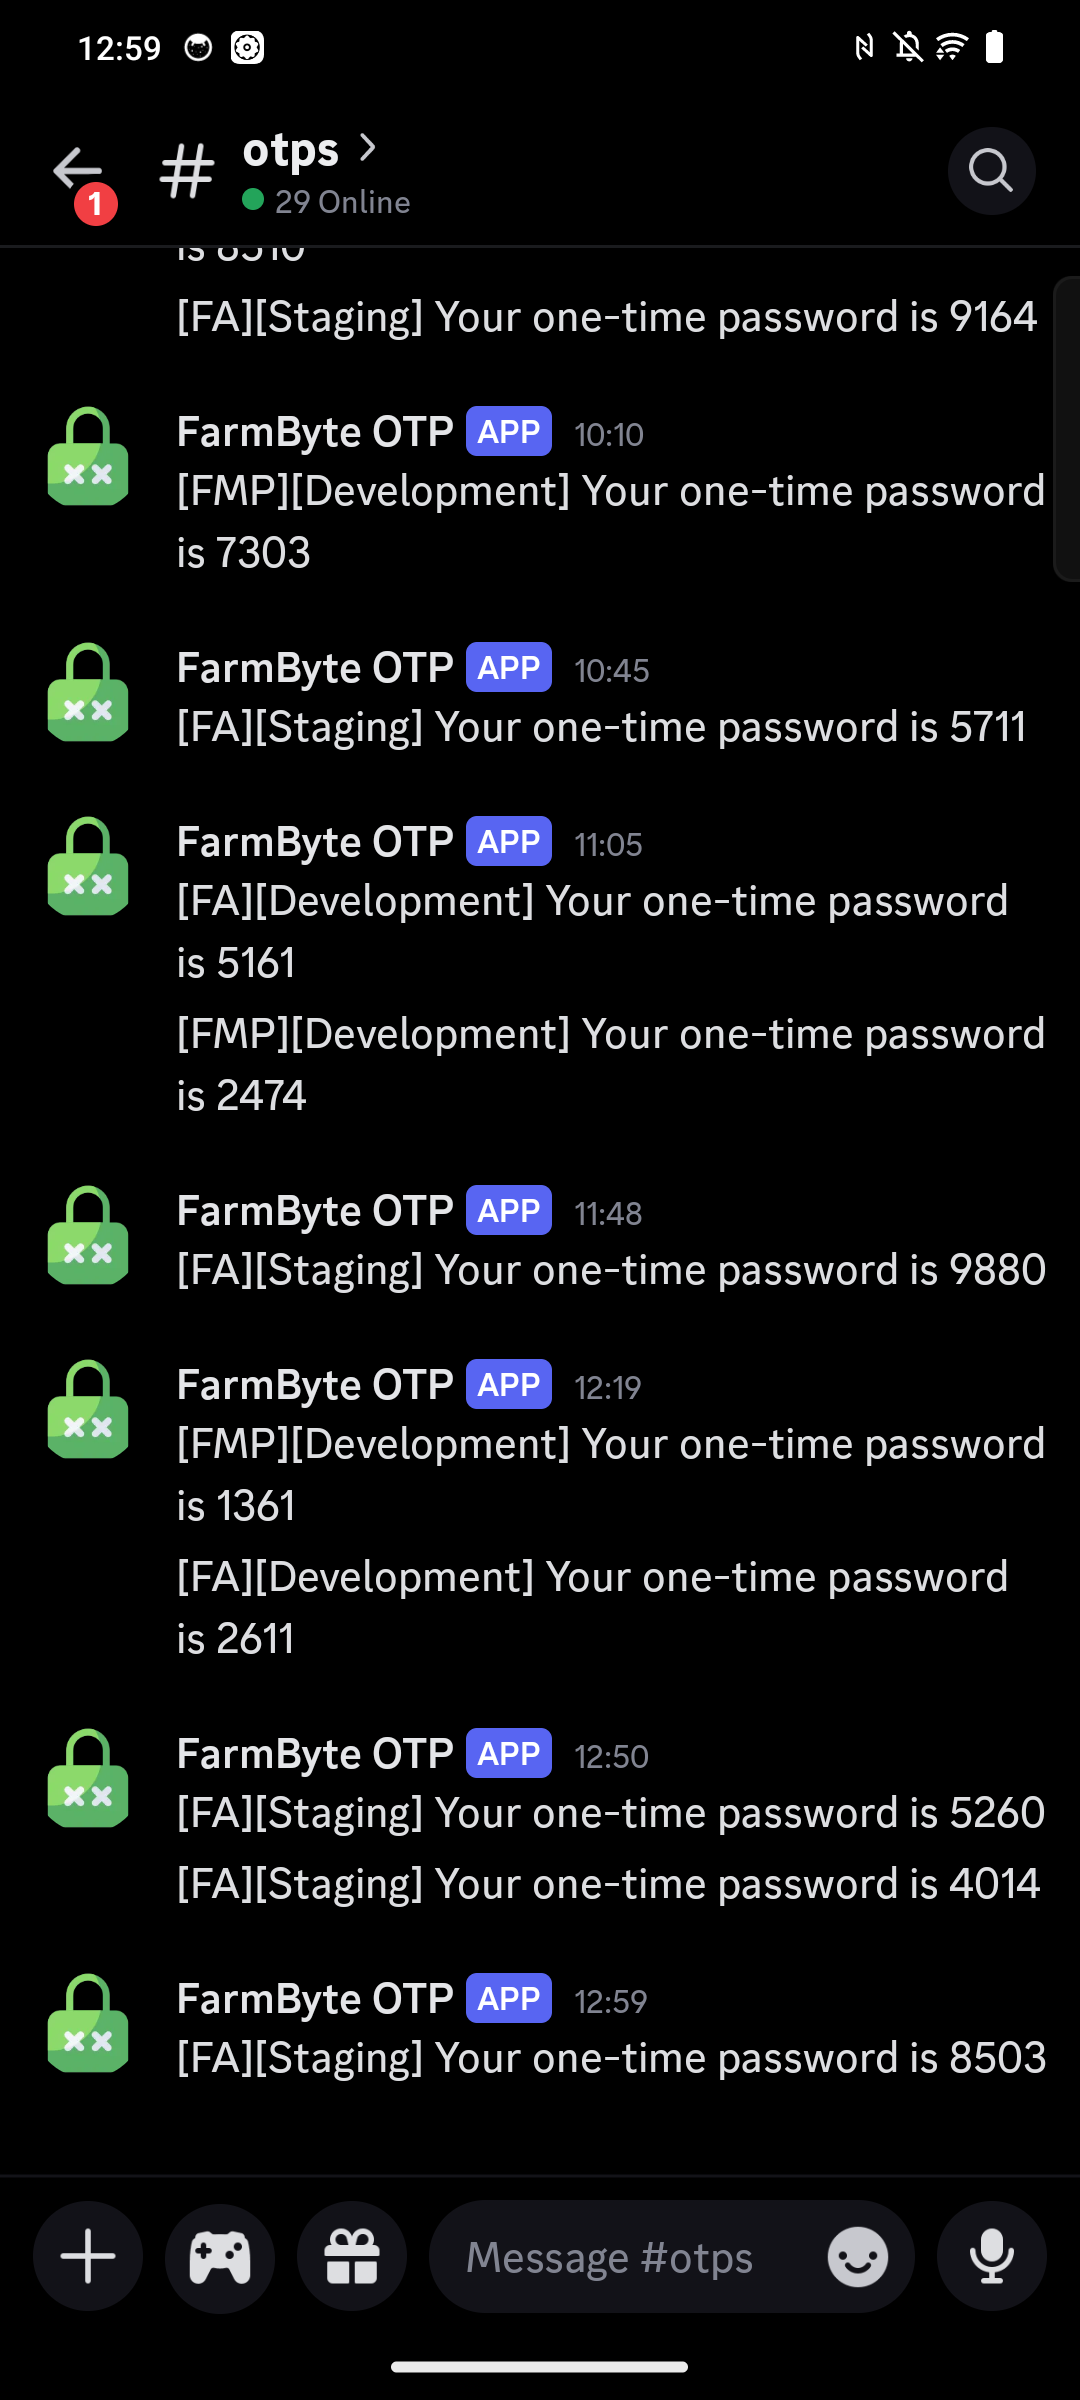 12:59
otps
1
29 Online
[FA][Staging] Your one-time password is 9164
FarmByte OTP APP 10:10
[FMP][Development] Your one-time password
is 7303
FarmByte OTP APP 10:45
[FA][Staging] Your one-time password is 5711
FarmByte OTP APP 11:05
[FA][Development] Your one-time password
is 5161
[FMP][Development] Your one-time password
is 2474
FarmByte OTP APP 11:48
[FA][Staging] Your one-time password is 9880
FarmByte OTP APP 12:19
[FMP][Development] Your one-time password
is 1361
[FA][Development] Your one-time password
is 2611
FarmByte OTP APP 12:50
[FA][Staging] Your one-time password is 5260
[FA][Staging] Your one-time password is 4014
FarmByte OTP APP 12:59
[FA][Staging] Your one-time password is 8503
Message #otps